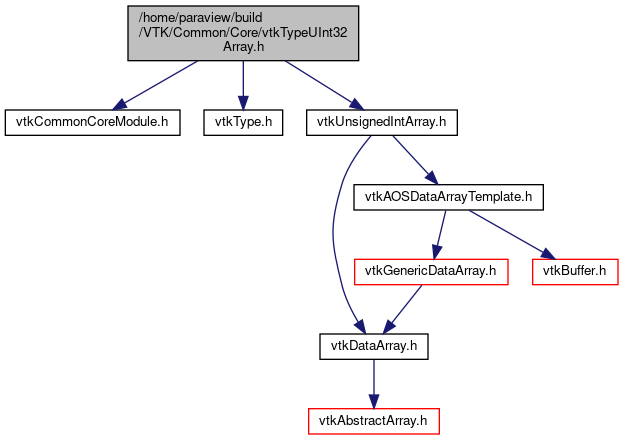 /home/paraview/build
/VTK/Common/Core/vtkTypeUInt32
Array.h
vtkCommonCoreModule.h
vtkType.h
vtkUnsignedIntArray.h
vtkAOSDataArrayTemplate.h
vtkGenericDataArray.h
vtkBuffer.h
vtkDataArray.h
vtkAbstractArray.h